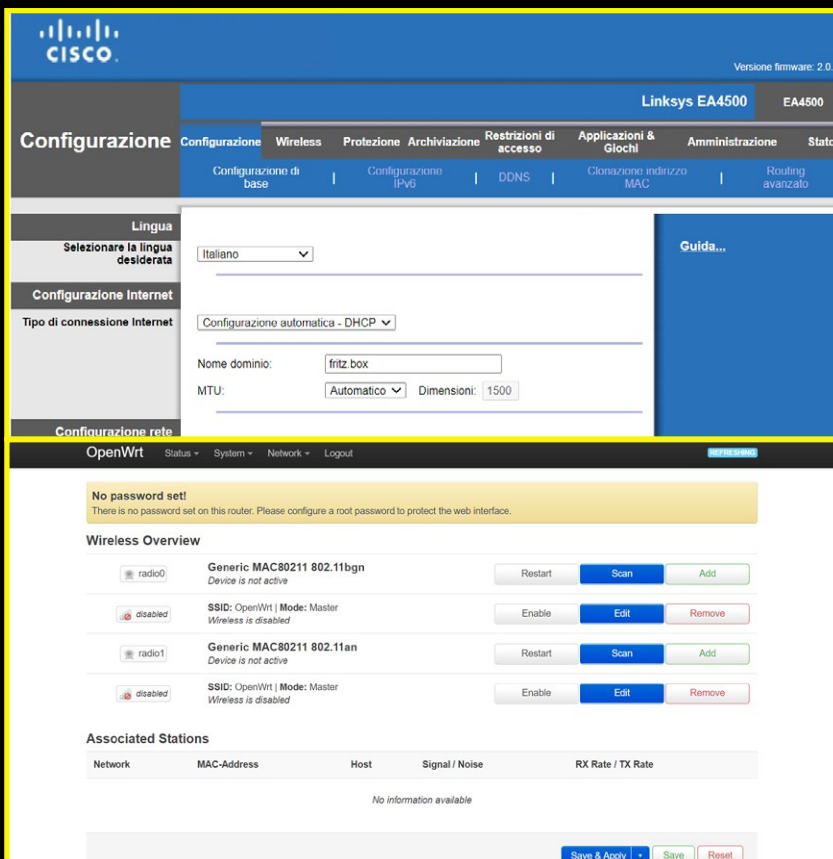 CISCO.
Versione firmware: 2.0.
Linksys EA4500 EA4500
Configurazione
Configurazione Wireless Protezione Archiviazione Restrizioni di accesso Applicazioni & Giochi Amministrazione Stato
Configurazione di base | Configurazione IPv6 | DDNS | Clonazione indirizzo MAC | Routing avanzato
Lingua
Selezionare la lingua desiderata
Italiano
Guida...
Configurazione Internet
Tipo di connessione Internet
Configurazione automatica - DHCP
Nome dominio: fritz.box
MTU: Automatico Dimensioni: 1500
Configurazione rete
OpenWrt Status System Network Logout REFRESHING
No password set!
There is no password set on this router. Please configure a root password to protect the web interface.
Wireless Overview
radio0 Generic MAC80211 802.11bgn Restart Scan Add
Device is not active
disabled SSID: OpenWrt | Mode: Master Enable Edit Remove
Wireless is disabled
radio1 Generic MAC80211 802.11an Restart Scan Add
Device is not active
disabled SSID: OpenWrt | Mode: Master Enable Edit Remove
Wireless is disabled
Associated Stations
Network MAC-Address Host Signal / Noise RX Rate / TX Rate
No information available
Save & Apply Save Reset